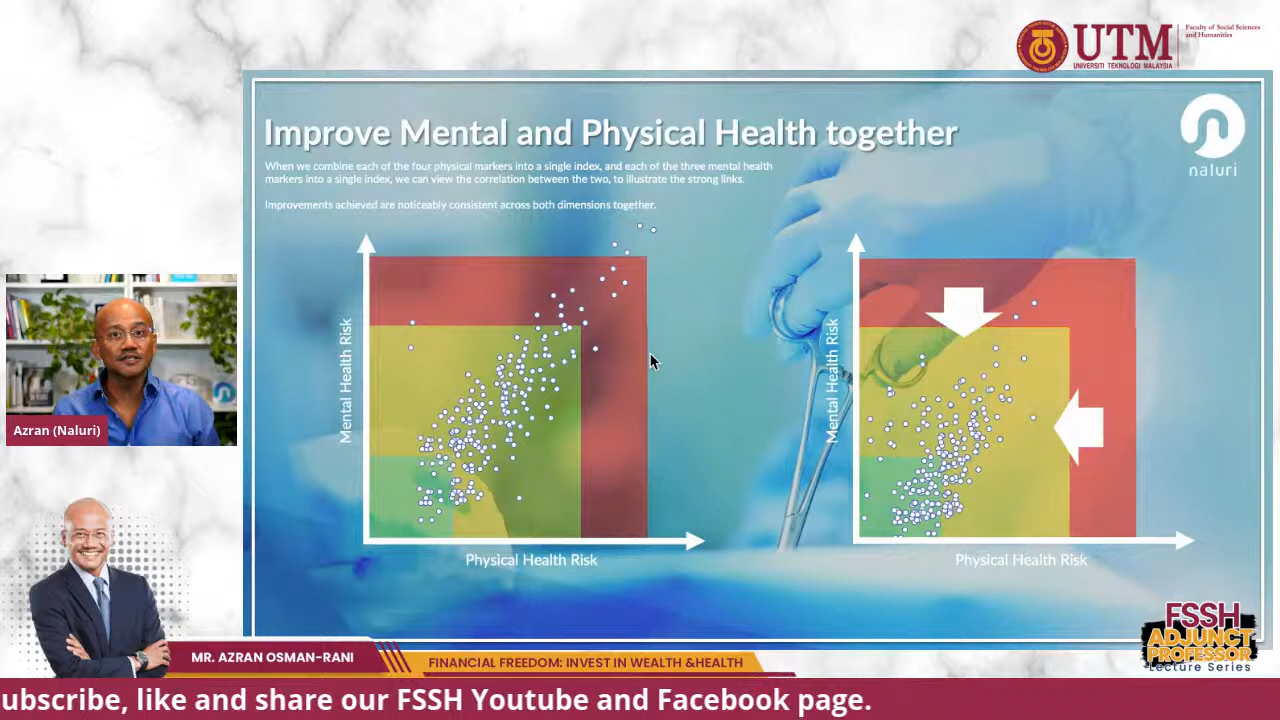 UTM
UNIVERSITI TEKNOLOGI MALAYSIA
Faculty of Social Sciences
and Humanities
Improve Mental and Physical Health together
naluri
When we combine each of the four physical markers into a single index, and each of the three mental health
markers into a single index, we can view the correlation between the two, to illustrate the strong links.
Improvements achieved are noticeably consistent across both dimensions together.
Mental Health Risk
Physical Health Risk
Mental Health Risk
Physical Health Risk
Azran (Naluri)
MR. AZRAN OSMAN-RANI
FINANCIAL FREEDOM: INVEST IN WEALTH &HEALTH
FSSH
ADJUNCT
PROFESSOR
Lecture Series
ubscribe, like and share our FSSH Youtube and Facebook page.